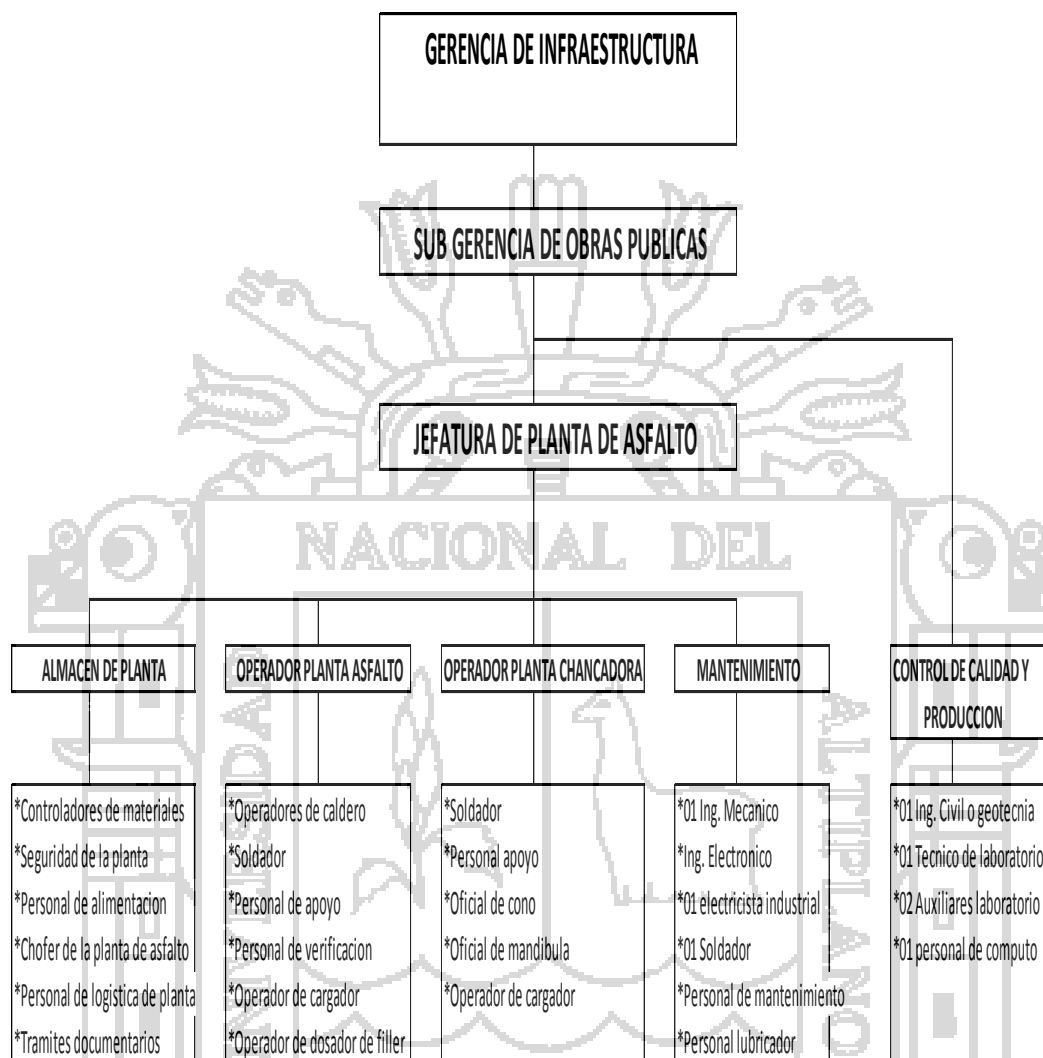 GERENCIA DE INFRAESTRUCTURA
SUB GERENCIA DE OBRAS PUBLICAS
JEFATURA DE PLANTA DE ASFALTO
NACIONAL DEL
ALMACEN DE PLANTA
OPERADOR PLANTA ASFALTO
OPERADOR PLANTA CHANCADORA
MANTENIMIENTO
CONTROL DE CALIDAD Y
PRODUCCION
*Controladores de materiales
*Seguridad de la planta
*Personal de alimentacion
*Chofer de la planta de asfalto
*Personal de logistica de planta
*Tramites documentarios
*Operadores de caldero
*Soldador
*Personal de apoyo
*Personal de verificacion
*Operador de cargador
*Operador de dosador de filler
*Soldador
*Personal apoyo
*Oficial de cono
*Oficial de mandibula
*Operador de cargador
*01 Ing. Mecanico
*Ing. Electronico
*01 electricista industrial
*01 Soldador
*Personal de mantenimiento
*Personal lubricador
*01 Ing. Civil o geotecnia
*01 Tecnico de laboratorio
*02 Auxiliares laboratorio
*01 personal de computo
ALTIPLANO